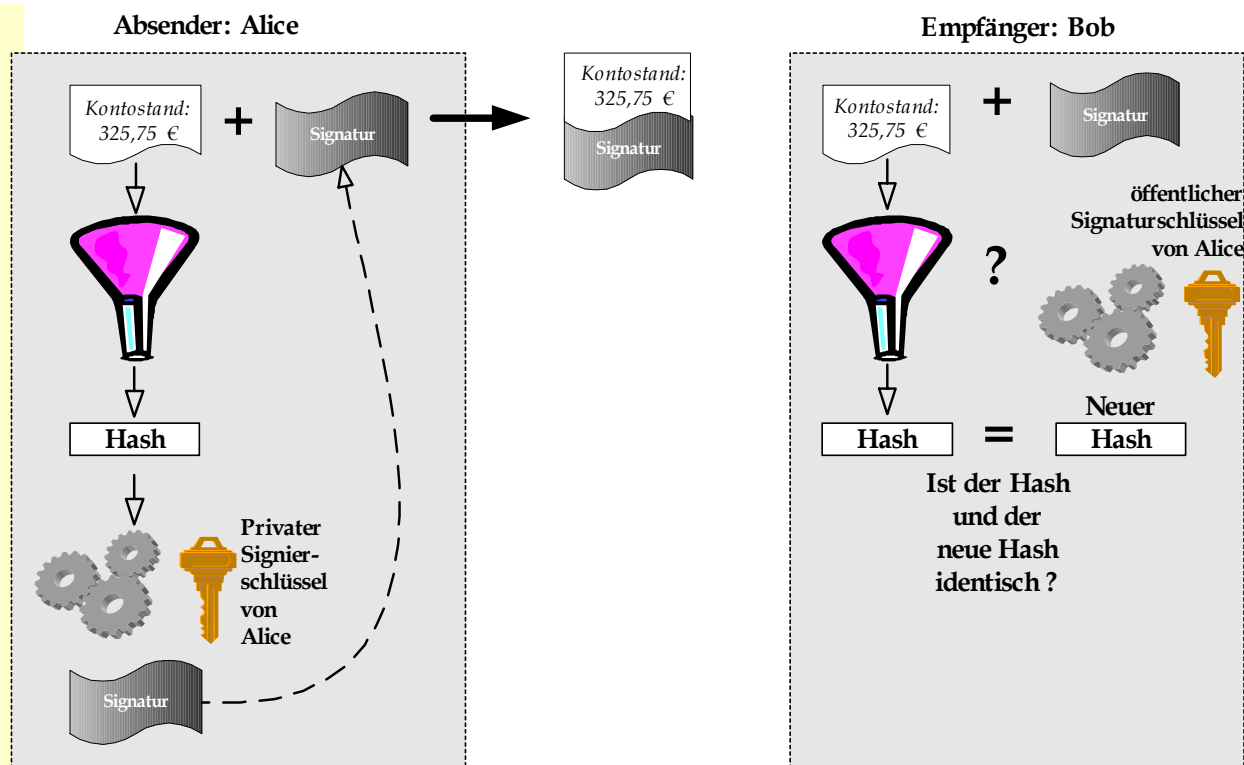 Absender: Alice
Kontostand:
325,75 €
+
Signatur
Hash
Privater
Signier-
schlüssel
von
Alice
Signatur
Kontostand:
325,75 €
Signatur
Empfänger: Bob
Kontostand:
325,75 €
+
Signatur
öffentlicher
Signaturschlüssel
von Alice
?
Neuer
Hash
=
Hash
Ist der Hash
und der
neue Hash
identisch ?